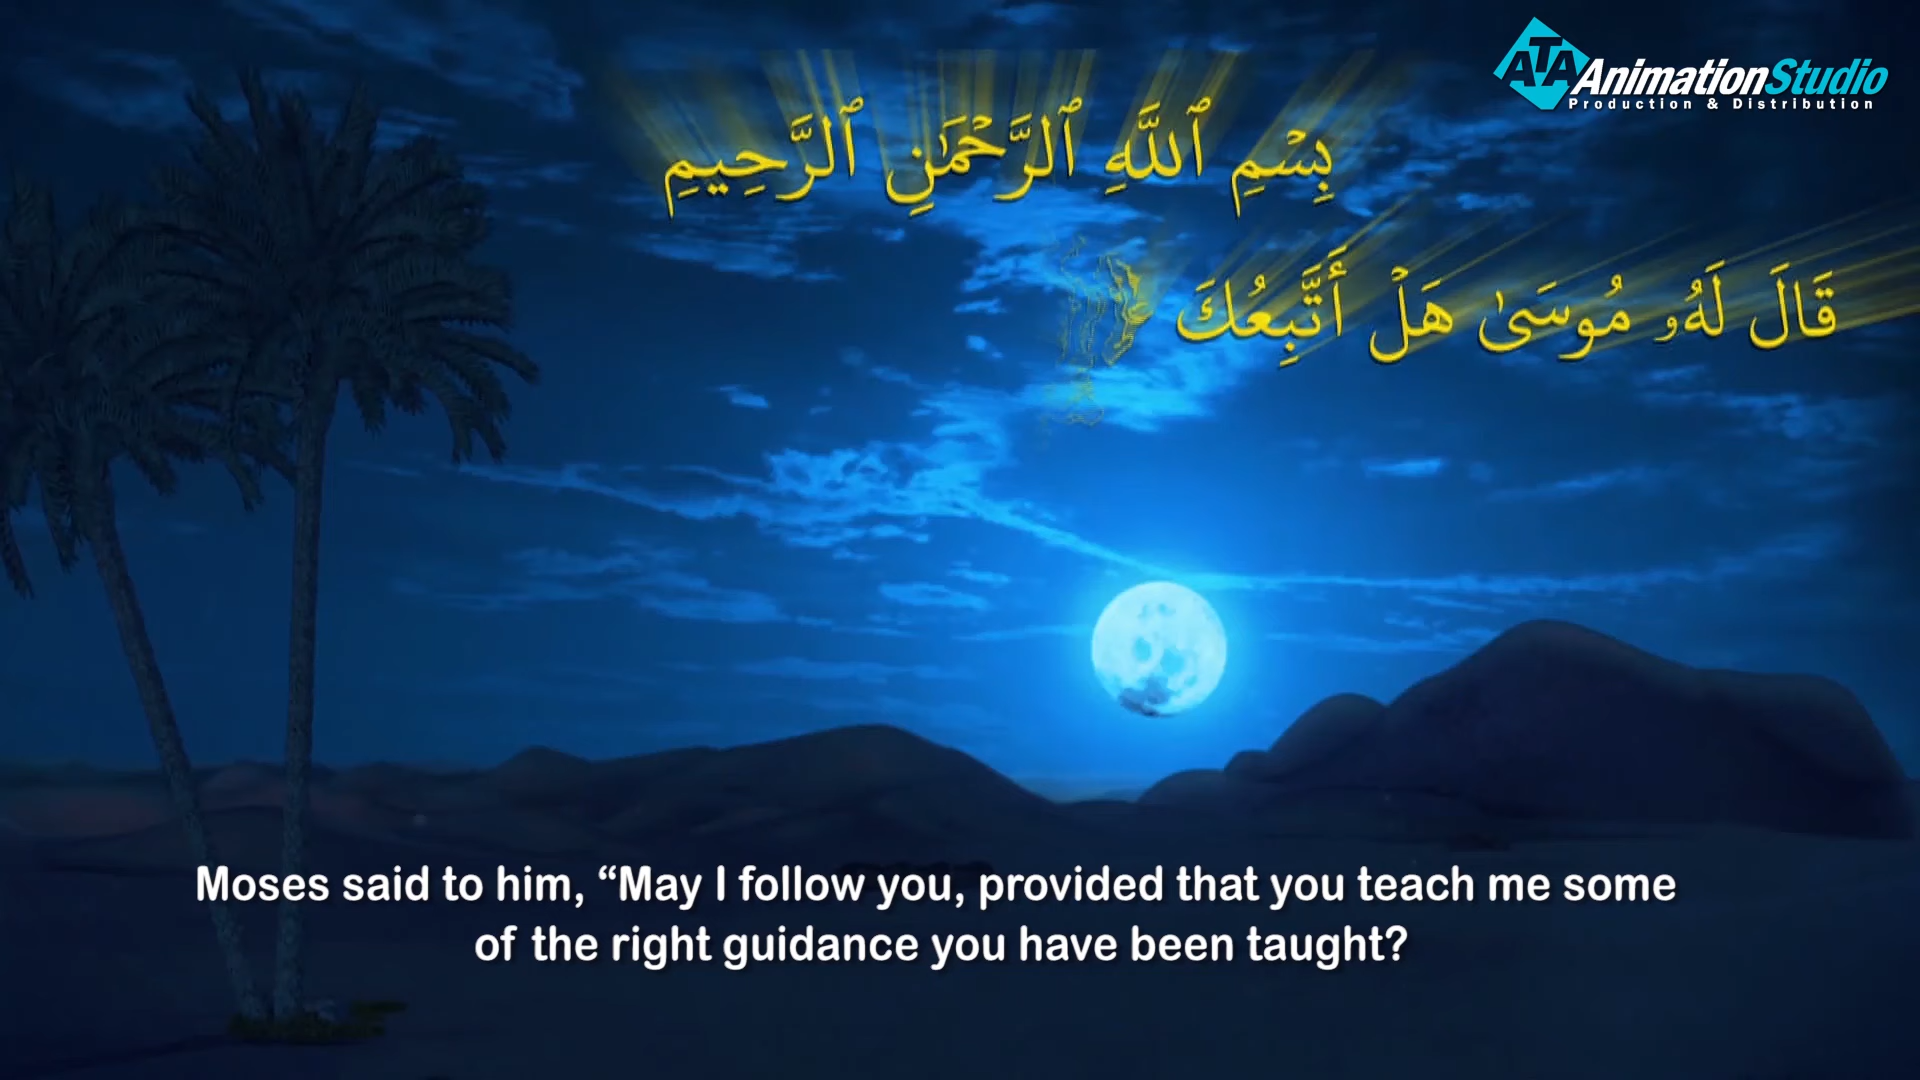 ATA AnimationStudio
Production & Distribution
بِسْمِ ٱللَّهِ ٱلرَّحْمَٰنِ ٱلرَّحِيمِ
قَالَ لَهُۥ مُوسَىٰ هَلْ أَتَّبِعُكَ
Moses said to him, “May I follow you, provided that you teach me some
of the right guidance you have been taught?